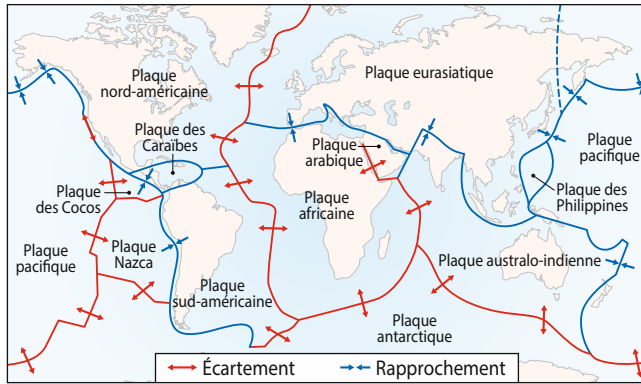 Plaque
nord-américaine
Plaque eurasiatique
Plaque des
Caraïbes
Plaque
arabique
Plaque
pacifique
Plaque
des Cocos
Plaque
africaine
Plaque des
Philippines
Plaque
pacifique
Plaque
Nazca
Plaque
sud-américaine
Plaque australo-indienne
Plaque
antarctique
Écartement
Rapprochement